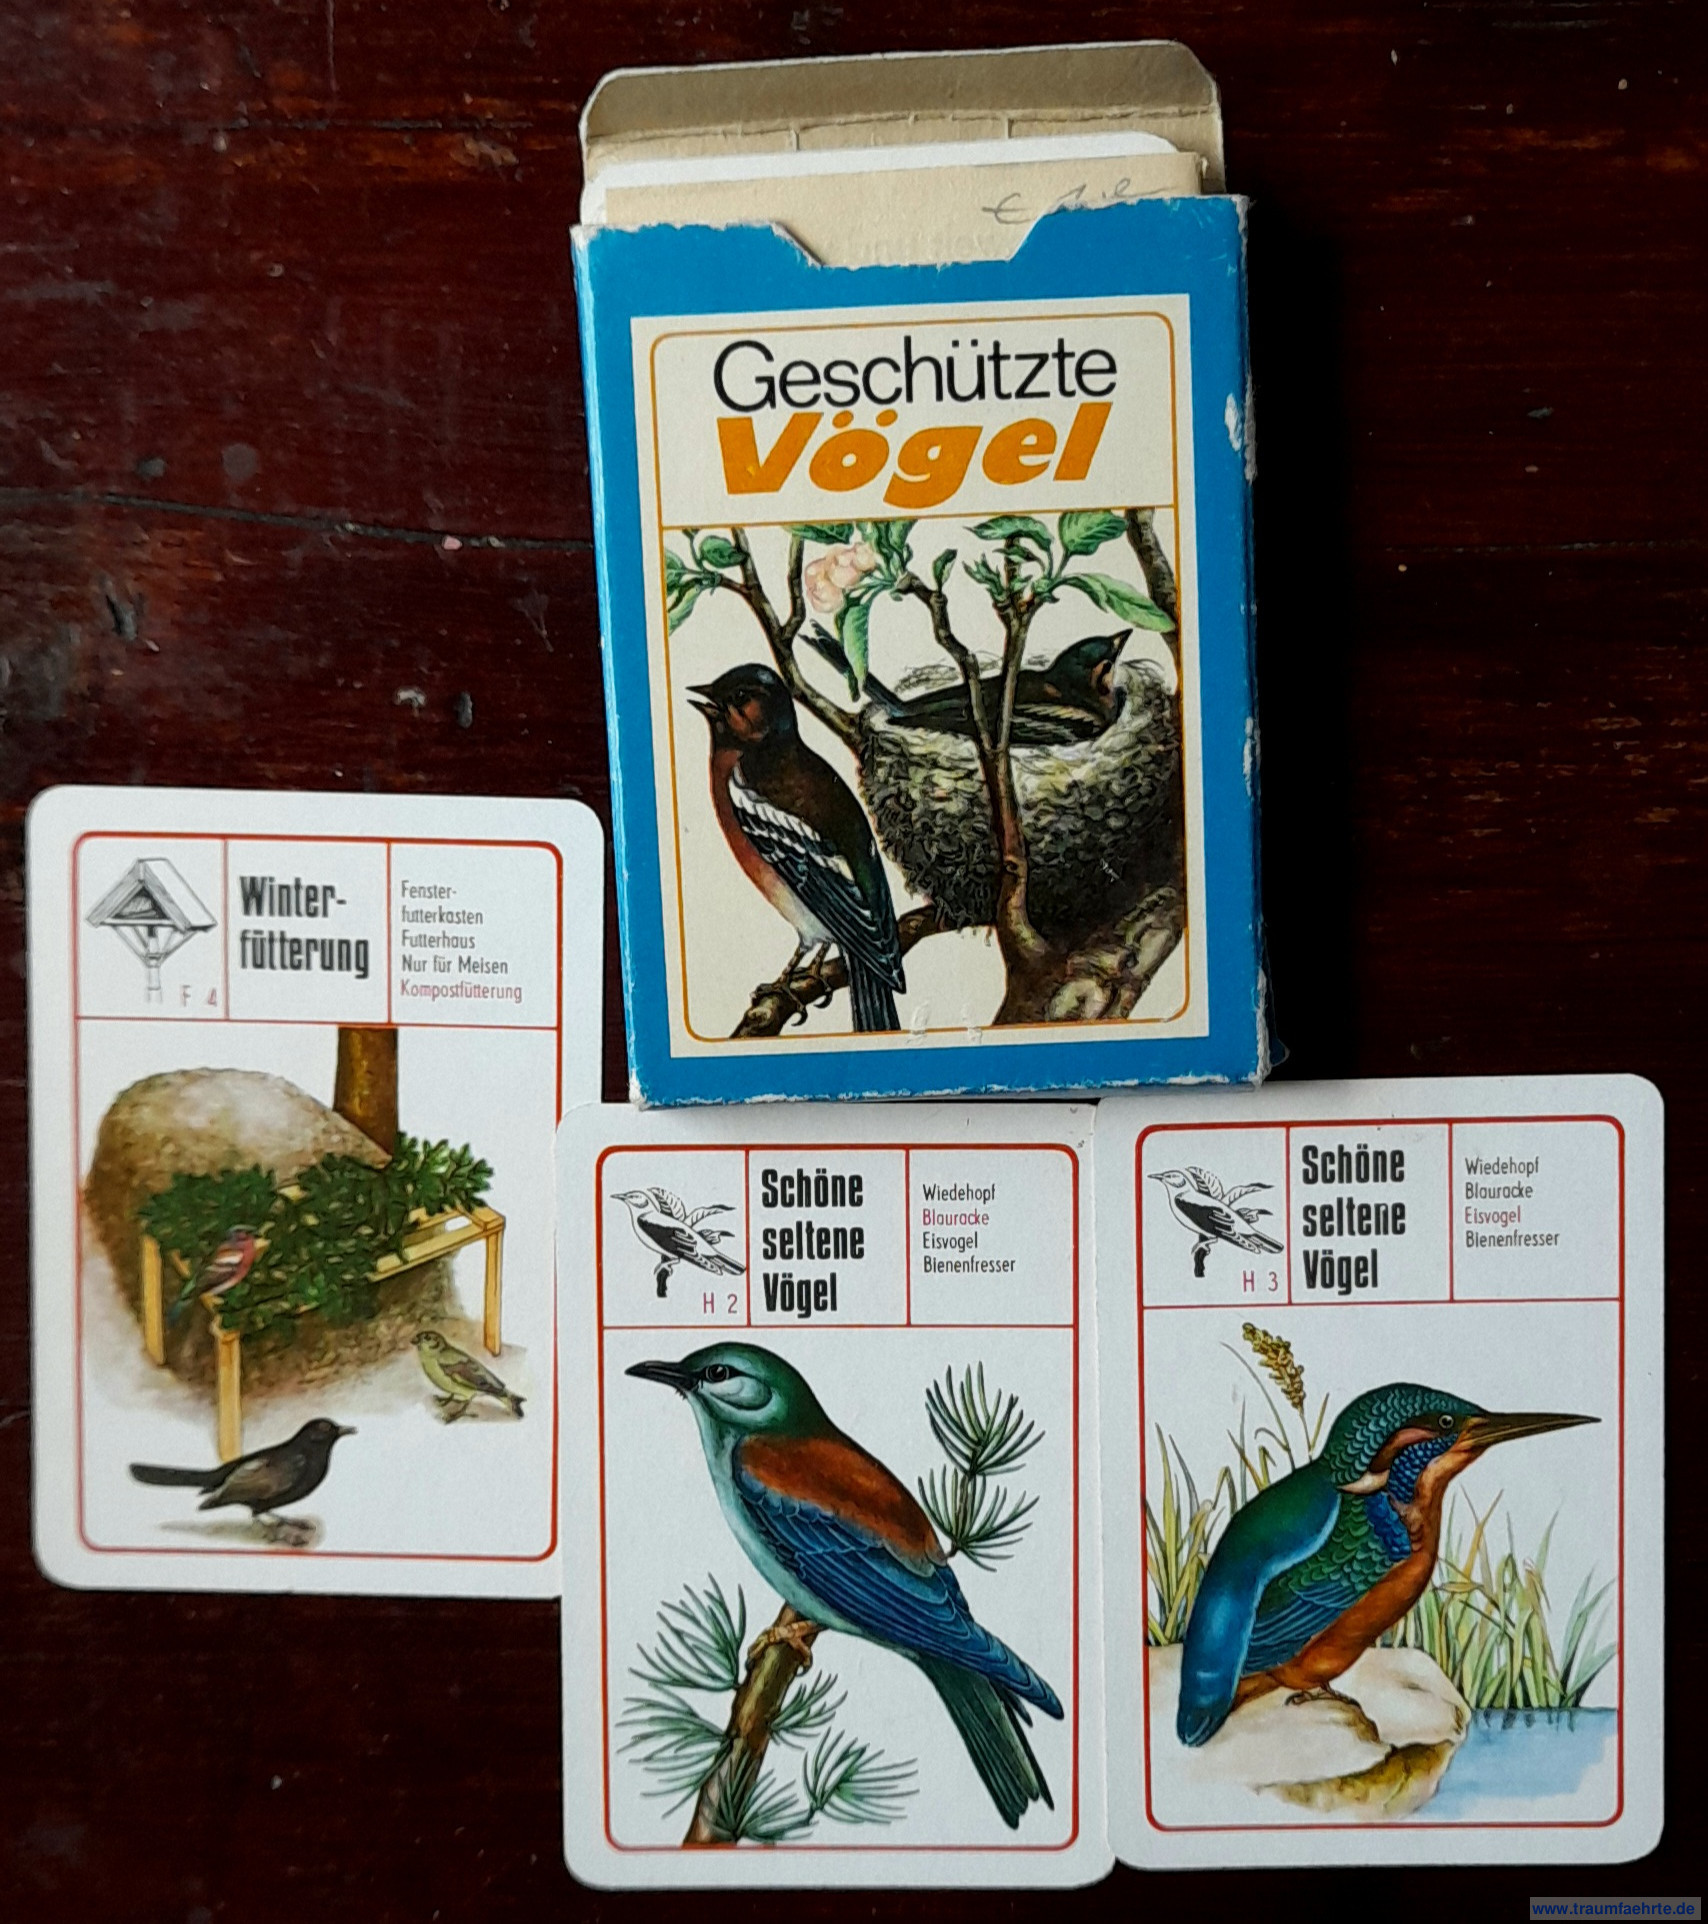 Geschützte
Vögel
F 4
Winter-
fütterung
Fenster-
futterkasten
Futterhaus
Nur für Meisen
Kompostfütterung
H 2
Schöne
seltene
Vögel
Wiedehopf
Blauracke
Eisvogel
Bienenfresser
H 3
Schöne
seltene
Vögel
Wiedehopf
Blauracke
Eisvogel
Bienenfresser
www.traumfaehrte.de